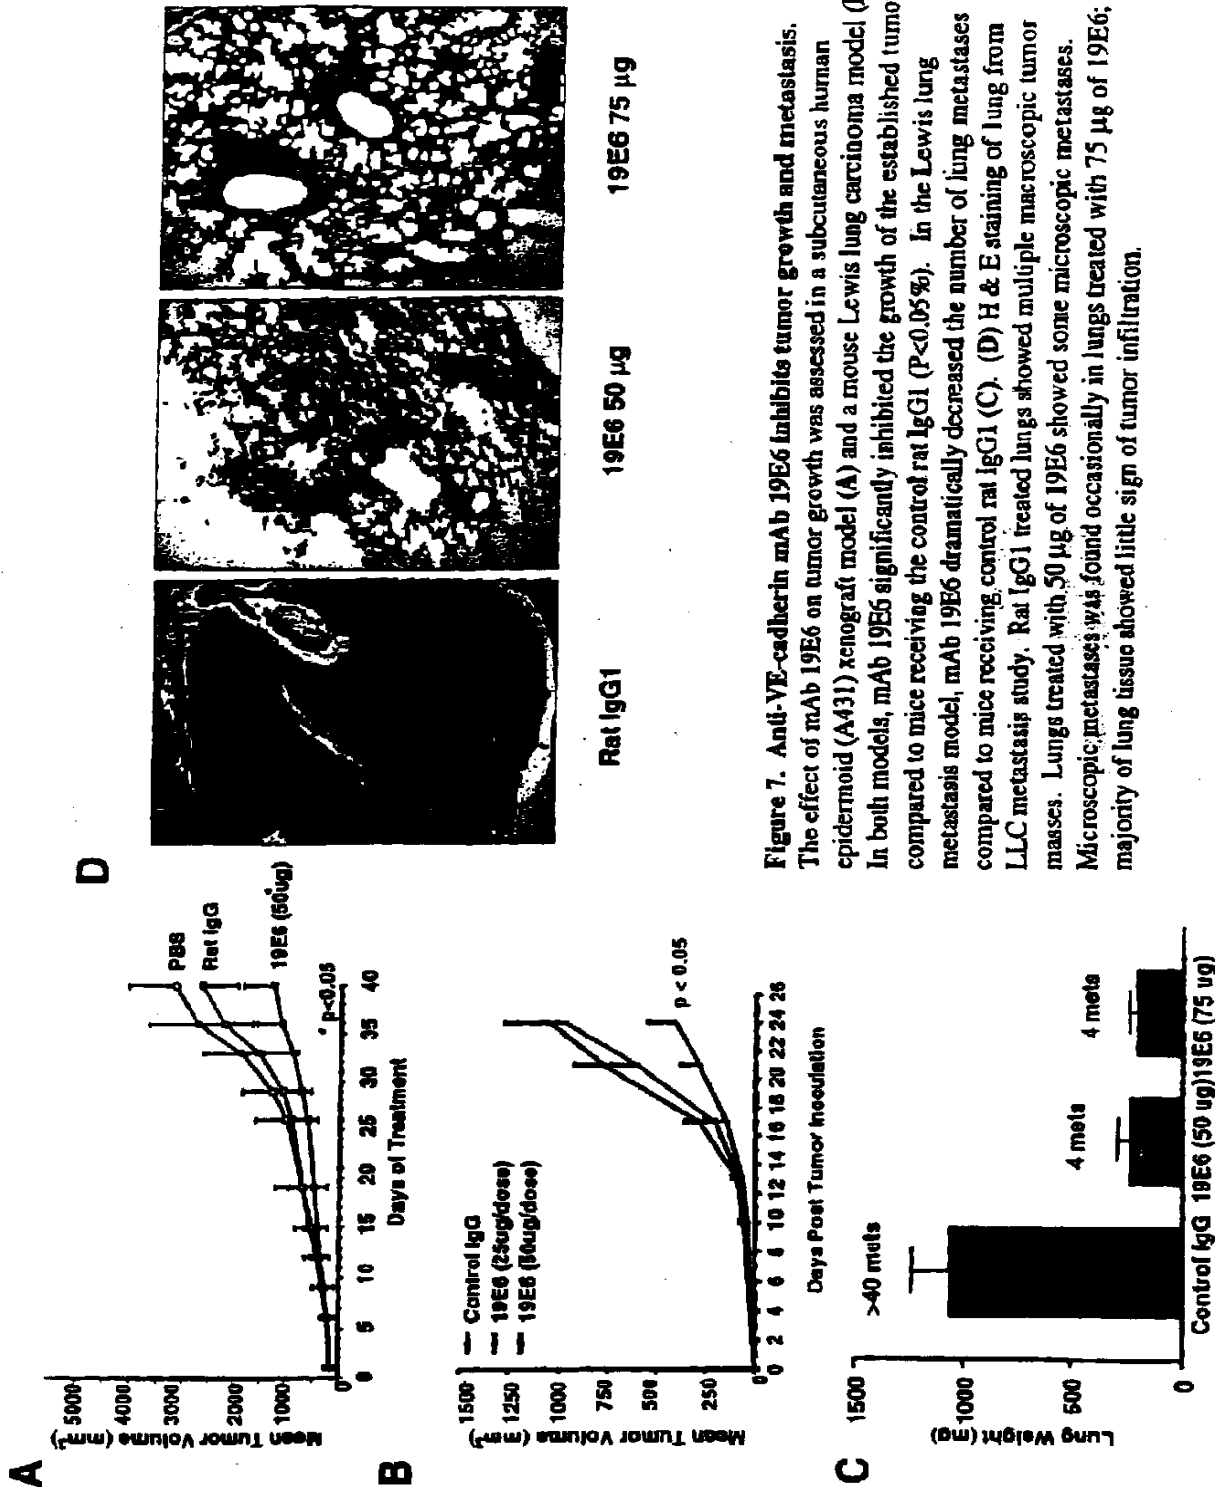 A
Mean Tumor Volume (mm³)
5000
4000
3000
2000
1000
0
0 5 10 15 20 25 30 35 40
Days of Treatment
PBS
Rat IgG
19E6 (50ug)
* p<0.05
B
Mean Tumor Volume (mm³)
1500
1250
1000
750
500
250
0
Control IgG
19E6 (25ug/dose)
19E6 (50ug/dose)
p < 0.05
0 2 4 6 8 10 12 14 16 18 20 22 24 26
Days Post Tumor Inoculation
C
Lung Weight (mg)
1500
1000
500
0
>40 mets
4 mets
4 mets
Control IgG 19E6 (50 ug) 19E6 (75 ug)
D
Rat IgG1
19E6 50 µg
19E6 75 µg
Figure 7. Anti-VE-cadherin mAb 19E6 inhibits tumor growth and metastasis.
The effect of mAb 19E6 on tumor growth was assessed in a subcutaneous human
epidermoid (A431) xenograft model (A) and a mouse Lewis lung carcinoma model
In both models, mAb 19E6 significantly inhibited the growth of the established tumo
compared to mice receiving the control rat IgG1 (P<0.05%). In the Lewis lung
metastasis model, mAb 19E6 dramatically decreased the number of lung metastases
compared to mice receiving control rat IgG1 (C). (D) H & E staining of lung from
LLC metastasis study. Rat IgG1 treated lungs showed multiple macroscopic tumor
masses. Lungs treated with 50 µg of 19E6 showed some microscopic metastases.
Microscopic metastases was found occasionally in lungs treated with 75 µg of 19E6;
majority of lung tissue showed little sign of tumor infiltration.